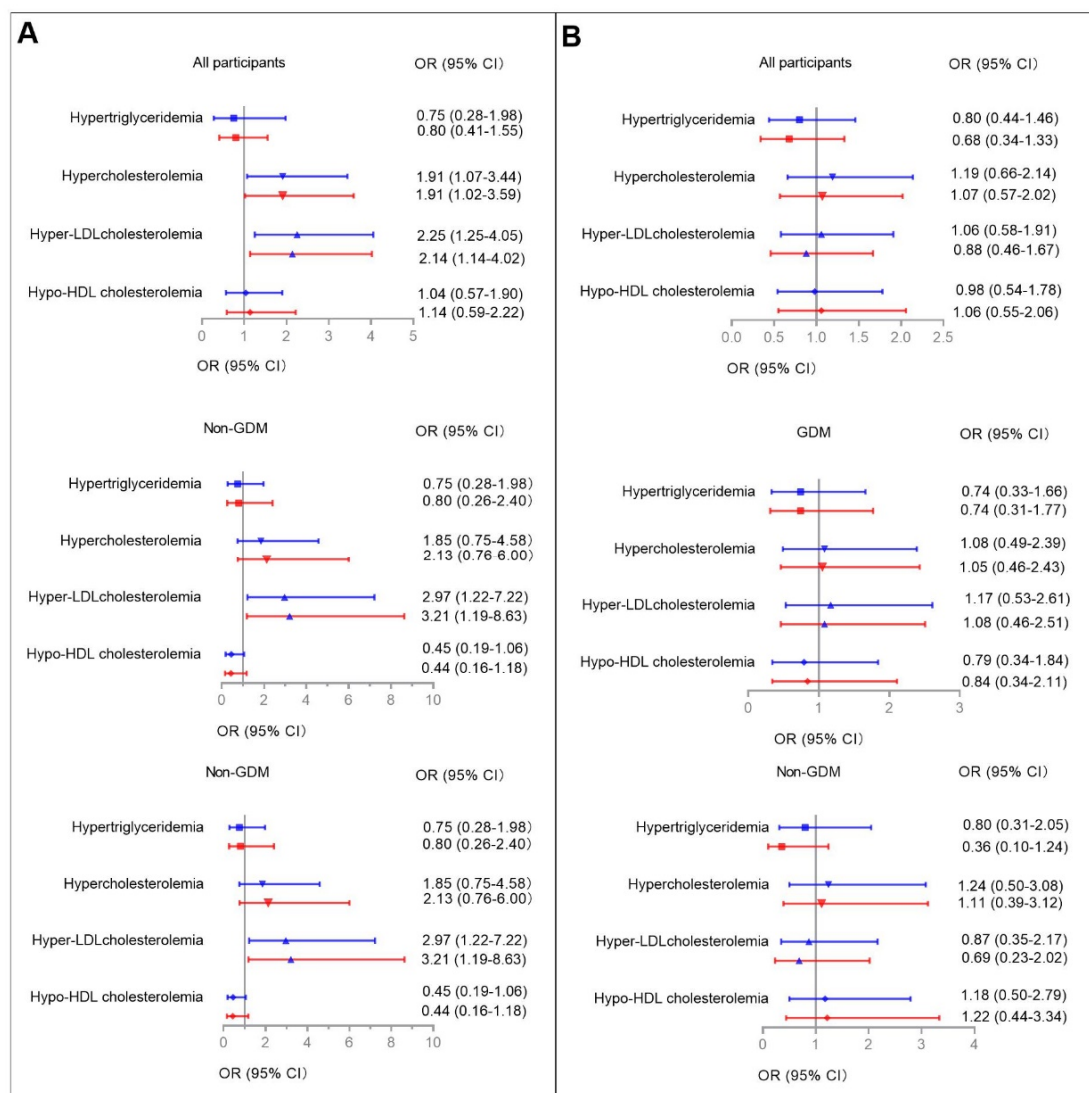 A
All participants OR (95% CI)
Hypertriglyceridemia 0.75 (0.28-1.98)
0.80 (0.41-1.55)
Hypercholesterolemia 1.91 (1.07-3.44)
1.91 (1.02-3.59)
Hyper-LDLcholesterolemia 2.25 (1.25-4.05)
2.14 (1.14-4.02)
Hypo-HDL cholesterolemia 1.04 (0.57-1.90)
1.14 (0.59-2.22)
0 1 2 3 4 5
OR (95% CI）
Non-GDM OR (95% CI)
Hypertriglyceridemia 0.75 (0.28-1.98）
0.80 (0.26-2.40）
Hypercholesterolemia 1.85 (0.75-4.58）
2.13 (0.76-6.00）
Hyper-LDLcholesterolemia 2.97 (1.22-7.22)
3.21 (1.19-8.63)
Hypo-HDL cholesterolemia 0.45 (0.19-1.06)
0.44 (0.16-1.18)
0 2 4 6 8 10
OR (95% CI）
Non-GDM OR (95% CI)
Hypertriglyceridemia 0.75 (0.28-1.98）
0.80 (0.26-2.40）
Hypercholesterolemia 1.85 (0.75-4.58）
2.13 (0.76-6.00）
Hyper-LDLcholesterolemia 2.97 (1.22-7.22)
3.21 (1.19-8.63)
Hypo-HDL cholesterolemia 0.45 (0.19-1.06)
0.44 (0.16-1.18)
0 2 4 6 8 10
OR (95% CI）
B
All participants OR (95% CI)
Hypertriglyceridemia 0.80 (0.44-1.46)
0.68 (0.34-1.33)
Hypercholesterolemia 1.19 (0.66-2.14)
1.07 (0.57-2.02)
Hyper-LDLcholesterolemia 1.06 (0.58-1.91)
0.88 (0.46-1.67)
Hypo-HDL cholesterolemia 0.98 (0.54-1.78)
1.06 (0.55-2.06)
0.0 0.5 1.0 1.5 2.0 2.5
OR (95% CI）
GDM OR (95% CI)
Hypertriglyceridemia 0.74 (0.33-1.66)
0.74 (0.31-1.77)
Hypercholesterolemia 1.08 (0.49-2.39)
1.05 (0.46-2.43)
Hyper-LDLcholesterolemia 1.17 (0.53-2.61)
1.08 (0.46-2.51)
Hypo-HDL cholesterolemia 0.79 (0.34-1.84)
0.84 (0.34-2.11)
0 1 2 3
OR (95% CI）
Non-GDM OR (95% CI)
Hypertriglyceridemia 0.80 (0.31-2.05)
0.36 (0.10-1.24)
Hypercholesterolemia 1.24 (0.50-3.08)
1.11 (0.39-3.12)
Hyper-LDLcholesterolemia 0.87 (0.35-2.17)
0.69 (0.23-2.02)
Hypo-HDL cholesterolemia 1.18 (0.50-2.79)
1.22 (0.44-3.34)
0 1 2 3 4
OR (95% CI）